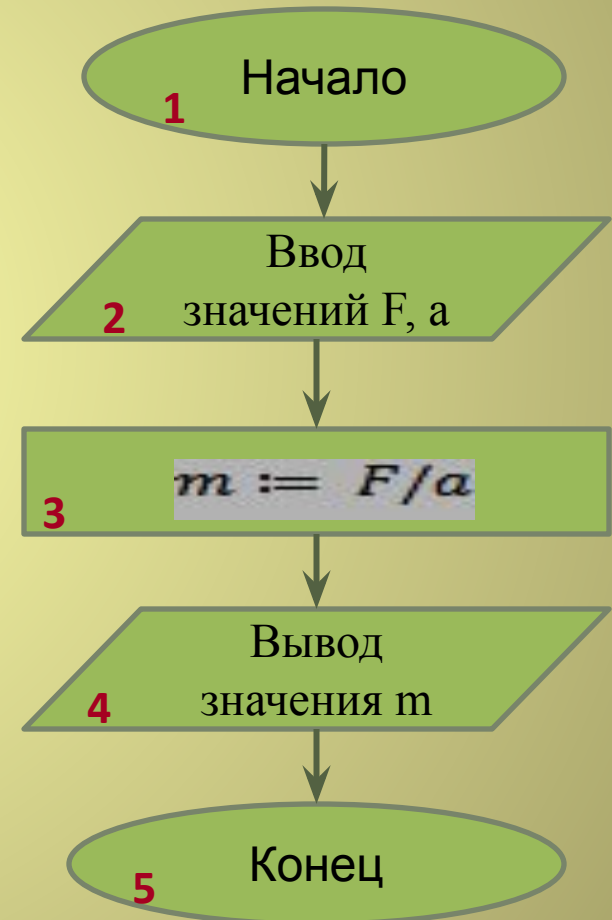 Начало
1
Ввод
значений F, a
2
m := F/a
3
Вывод
значения m
4
Конец
5